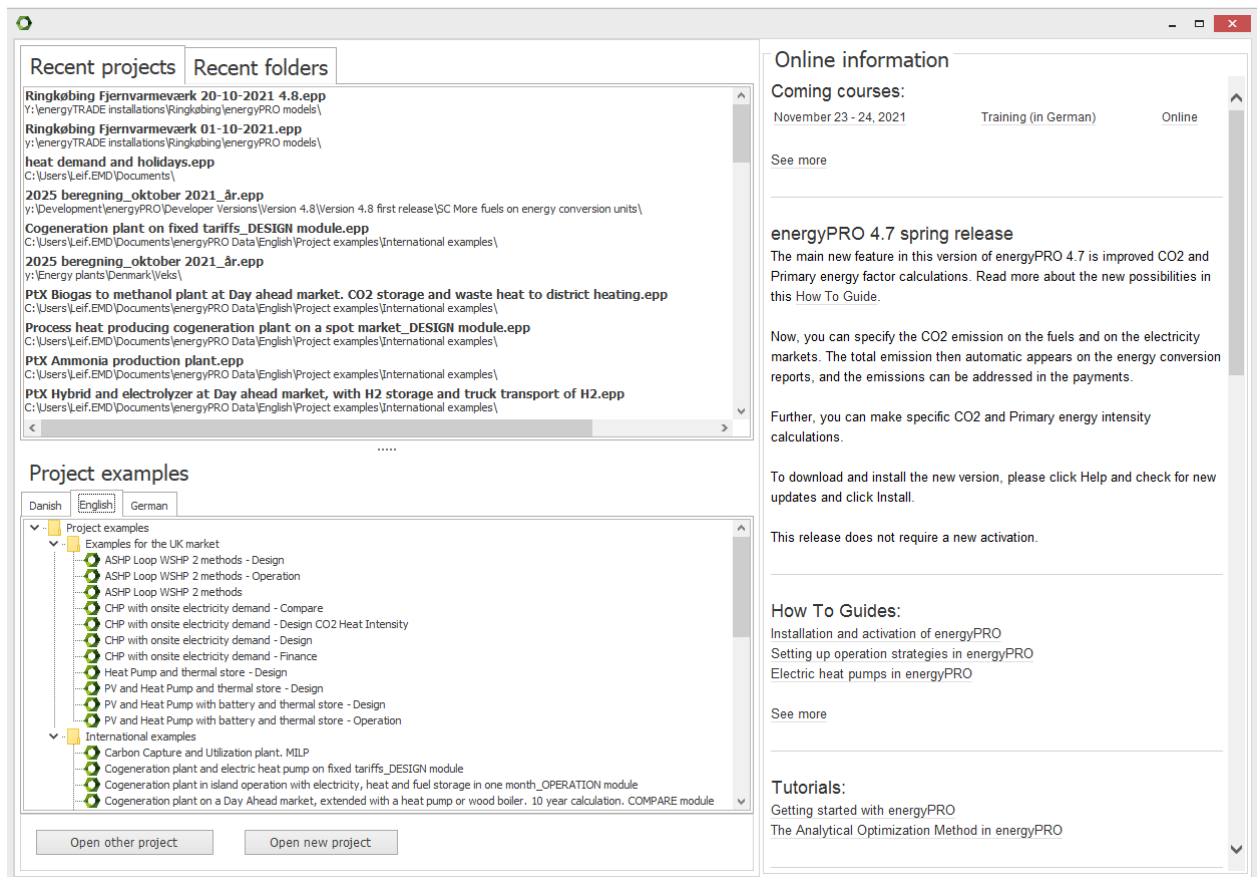 Recent projects
Recent folders
Ringkøbing Fjernvarmeværk 20-10-2021 4.8.epp
Y:\energyTRADE installations\Ringkøbing\energyPRO models\
Ringkøbing Fjernvarmeværk 01-10-2021.epp
y:\energyTRADE installations\Ringkøbing\energyPRO models\
heat demand and holidays.epp
C:\Users\Leif.EMD\Documents\
2025 beregning_oktober 2021_år.epp
y:\Development\energyPRO\Developer Versions\Version 4.8\Version 4.8 first release\SC More fuels on energy conversion units\
Cogeneration plant on fixed tariffs_DESIGN module.epp
C:\Users\Leif.EMD\Documents\energyPRO Data\English\Project examples\International examples\
2025 beregning_oktober 2021_år.epp
y:\Energy plants\Denmark\Veks\
PtX Biogas to methanol plant at Day ahead market. CO2 storage and waste heat to district heating.epp
C:\Users\Leif.EMD\Documents\energyPRO Data\English\Project examples\International examples\
Process heat producing cogeneration plant on a spot market_DESIGN module.epp
C:\Users\Leif.EMD\Documents\energyPRO Data\English\Project examples\International examples\
PtX Ammonia production plant.epp
C:\Users\Leif.EMD\Documents\energyPRO Data\English\Project examples\International examples\
PtX Hybrid and electrolyzer at Day ahead market, with H2 storage and truck transport of H2.epp
C:\Users\Leif.EMD\Documents\energyPRO Data\English\Project examples\International examples\
Project examples
Danish
English
German
Project examples
Examples for the UK market
ASHP Loop WSHP 2 methods - Design
ASHP Loop WSHP 2 methods - Operation
ASHP Loop WSHP 2 methods
CHP with onsite electricity demand - Compare
CHP with onsite electricity demand - Design CO2 Heat Intensity
CHP with onsite electricity demand - Design
CHP with onsite electricity demand - Finance
Heat Pump and thermal store - Design
PV and Heat Pump and thermal store - Design
PV and Heat Pump with battery and thermal store - Design
PV and Heat Pump with battery and thermal store - Operation
International examples
Carbon Capture and Utilization plant. MILP
Cogeneration plant and electric heat pump on fixed tariffs_DESIGN module
Cogeneration plant in island operation with electricity, heat and fuel storage in one month_OPERATION module
Cogeneration plant on a Day Ahead market, extended with a heat pump or wood boiler. 10 year calculation. COMPARE module
Open other project
Open new project
Online information
Coming courses:
November 23 - 24, 2021 Training (in German) Online
See more
energyPRO 4.7 spring release
The main new feature in this version of energyPRO 4.7 is improved CO2 and
Primary energy factor calculations. Read more about the new possibilities in
this How To Guide.
Now, you can specify the CO2 emission on the fuels and on the electricity
markets. The total emission then automatic appears on the energy conversion
reports, and the emissions can be addressed in the payments.
Further, you can make specific CO2 and Primary energy intensity
calculations.
To download and install the new version, please click Help and check for new
updates and click Install.
This release does not require a new activation.
How To Guides:
Installation and activation of energyPRO
Setting up operation strategies in energyPRO
Electric heat pumps in energyPRO
See more
Tutorials:
Getting started with energyPRO
The Analytical Optimization Method in energyPRO